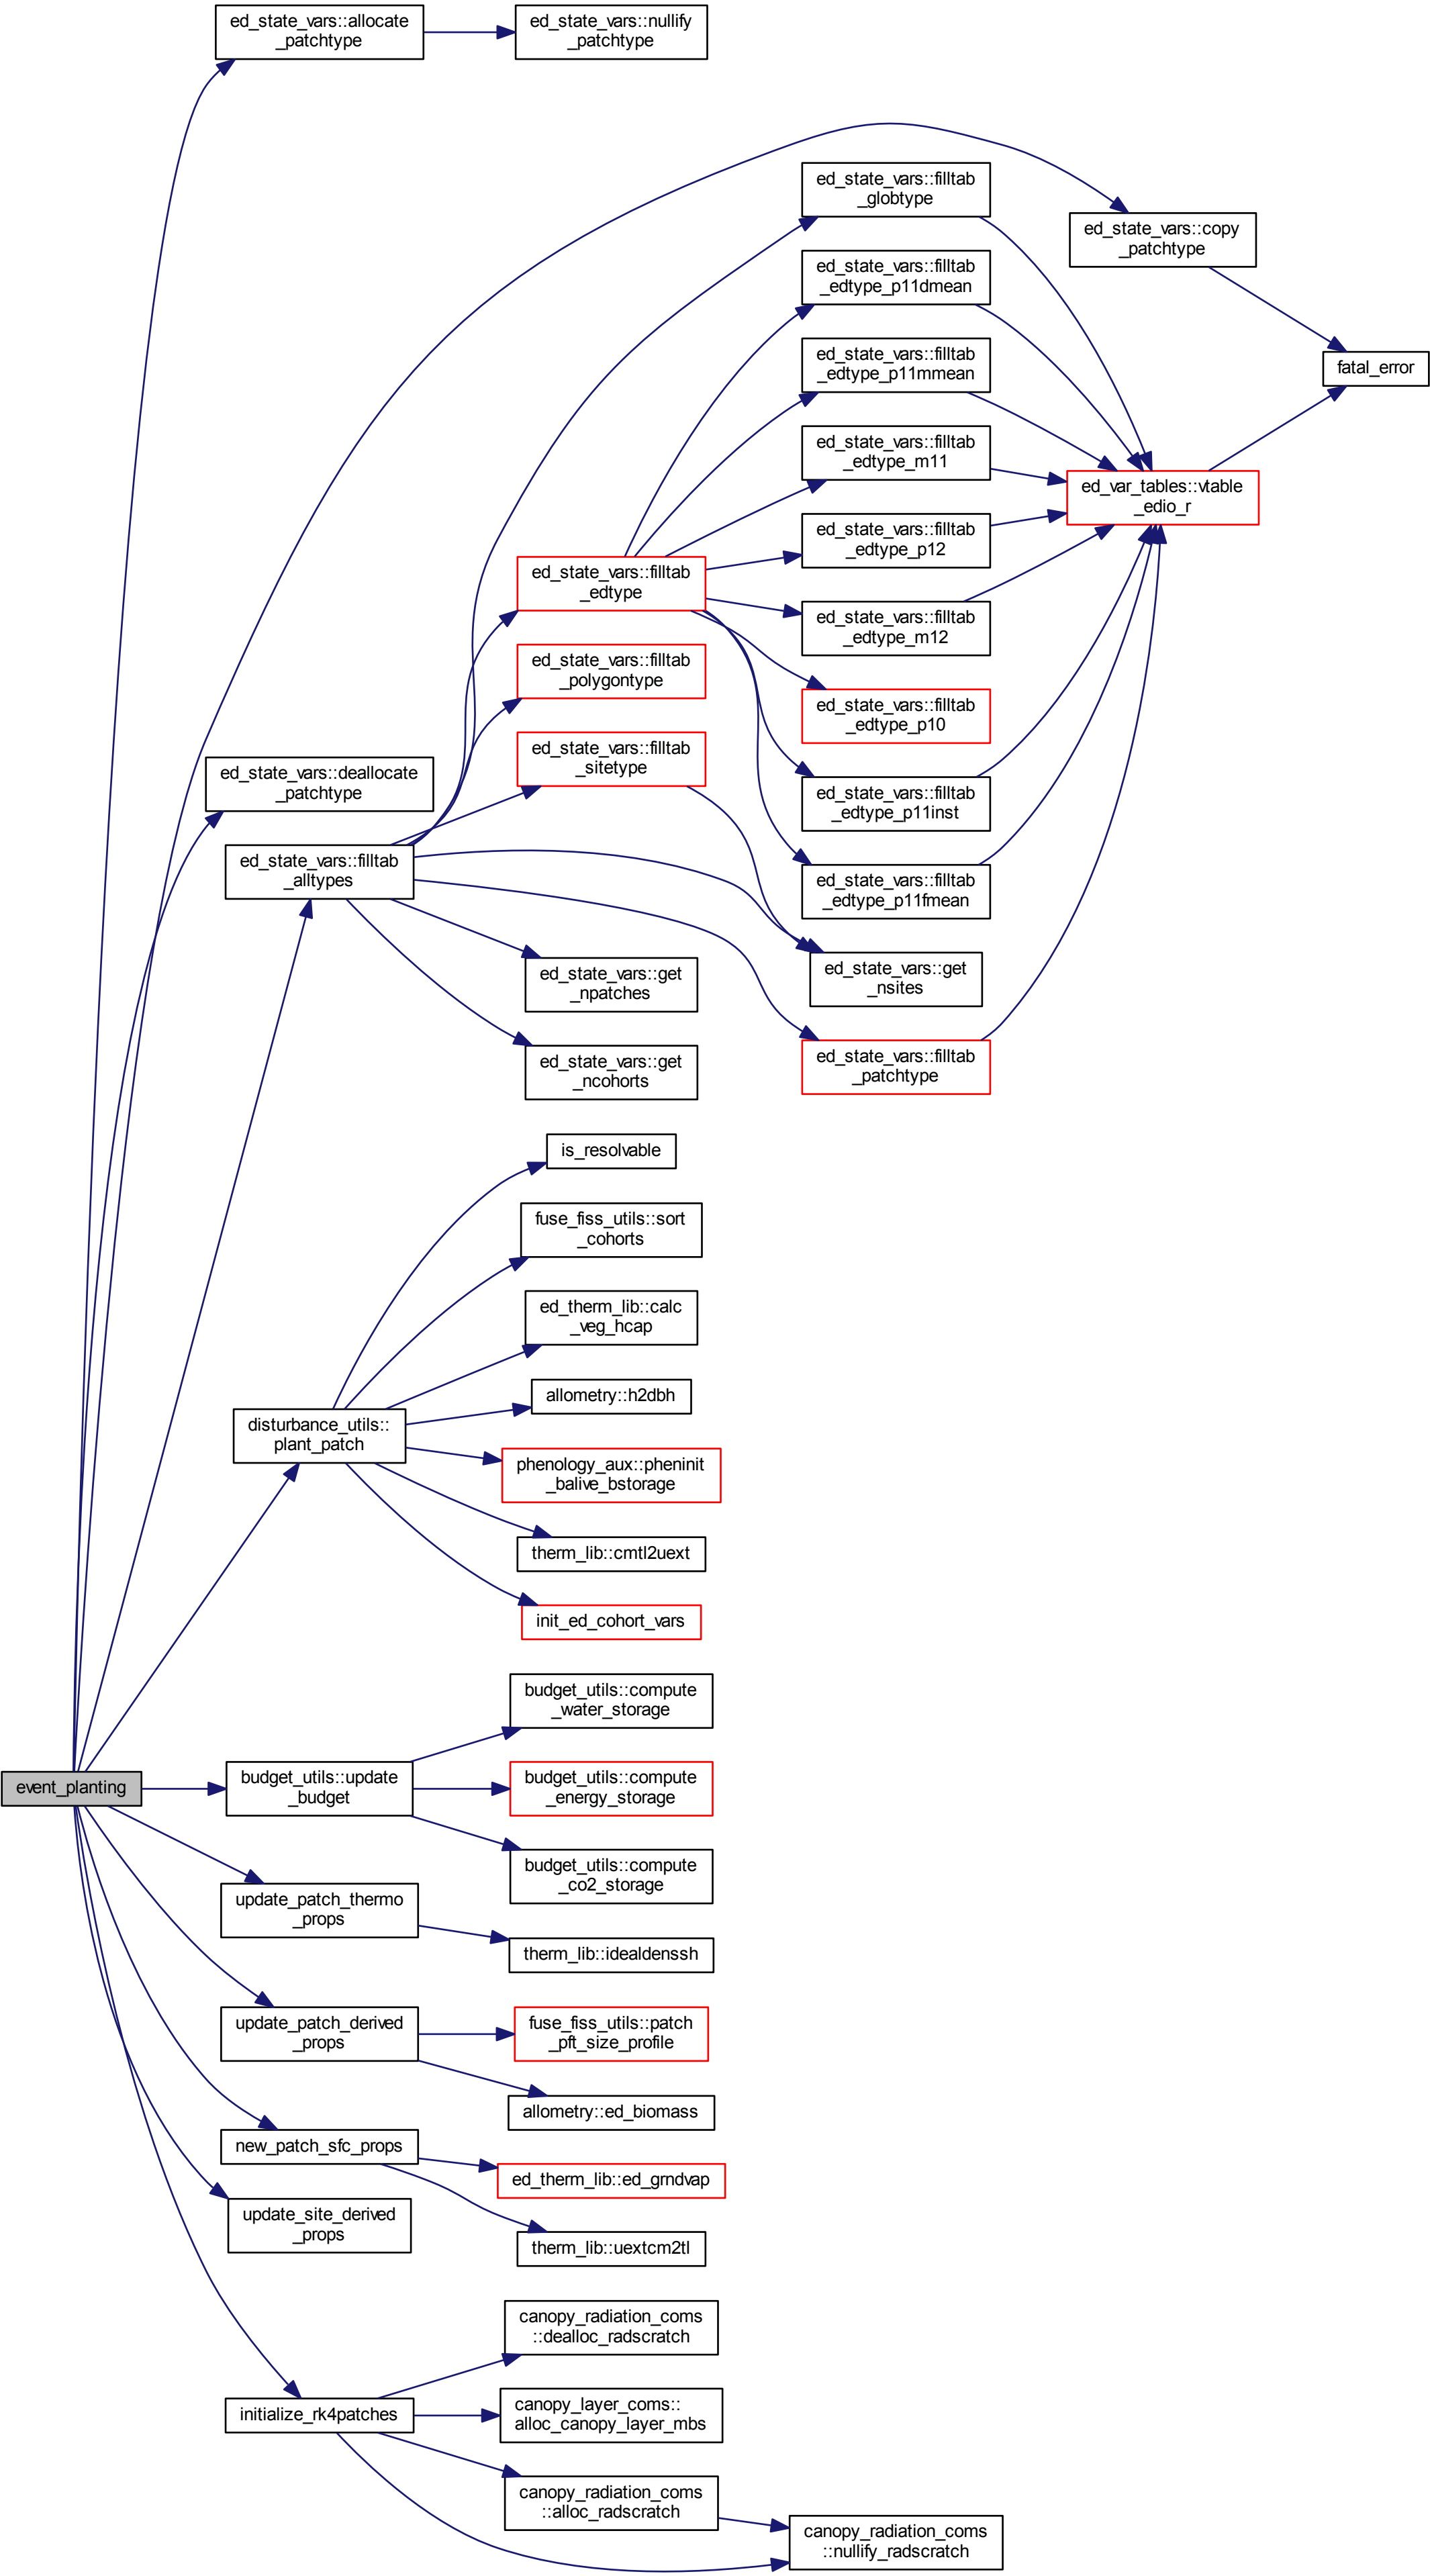 ed_state_vars::allocate
_patchtype
ed_state_vars::nullify
_patchtype
ed_state_vars::filltab
_globtype
ed_state_vars::copy
_patchtype
ed_state_vars::filltab
_edtype_p11dmean
ed_state_vars::filltab
_edtype_p11mmean
fatal_error
ed_state_vars::filltab
_edtype_m11
ed_var_tables::vtable
_edio_r
ed_state_vars::filltab
_edtype_p12
ed_state_vars::filltab
_edtype
ed_state_vars::filltab
_edtype_m12
ed_state_vars::filltab
_polygontype
ed_state_vars::filltab
_edtype_p10
ed_state_vars::filltab
_sitetype
ed_state_vars::deallocate
_patchtype
ed_state_vars::filltab
_edtype_p11inst
ed_state_vars::filltab
_alltypes
ed_state_vars::filltab
_edtype_p11fmean
ed_state_vars::get
_npatches
ed_state_vars::get
_nsites
ed_state_vars::get
_ncohorts
ed_state_vars::filltab
_patchtype
is_resolvable
fuse_fiss_utils::sort
_cohorts
ed_therm_lib::calc
_veg_hcap
allometry::h2dbh
disturbance_utils::
plant_patch
phenology_aux::pheninit
_balive_bstorage
therm_lib::cmtl2uext
init_ed_cohort_vars
budget_utils::compute
_water_storage
event_planting
budget_utils::update
_budget
budget_utils::compute
_energy_storage
budget_utils::compute
_co2_storage
update_patch_thermo
_props
therm_lib::idealdenssh
update_patch_derived
_props
fuse_fiss_utils::patch
_pft_size_profile
allometry::ed_biomass
new_patch_sfc_props
ed_therm_lib::ed_grndvap
update_site_derived
_props
therm_lib::uextcm2tl
canopy_radiation_coms
::dealloc_radscratch
initialize_rk4patches
canopy_layer_coms::
alloc_canopy_layer_mbs
canopy_radiation_coms
::alloc_radscratch
canopy_radiation_coms
::nullify_radscratch